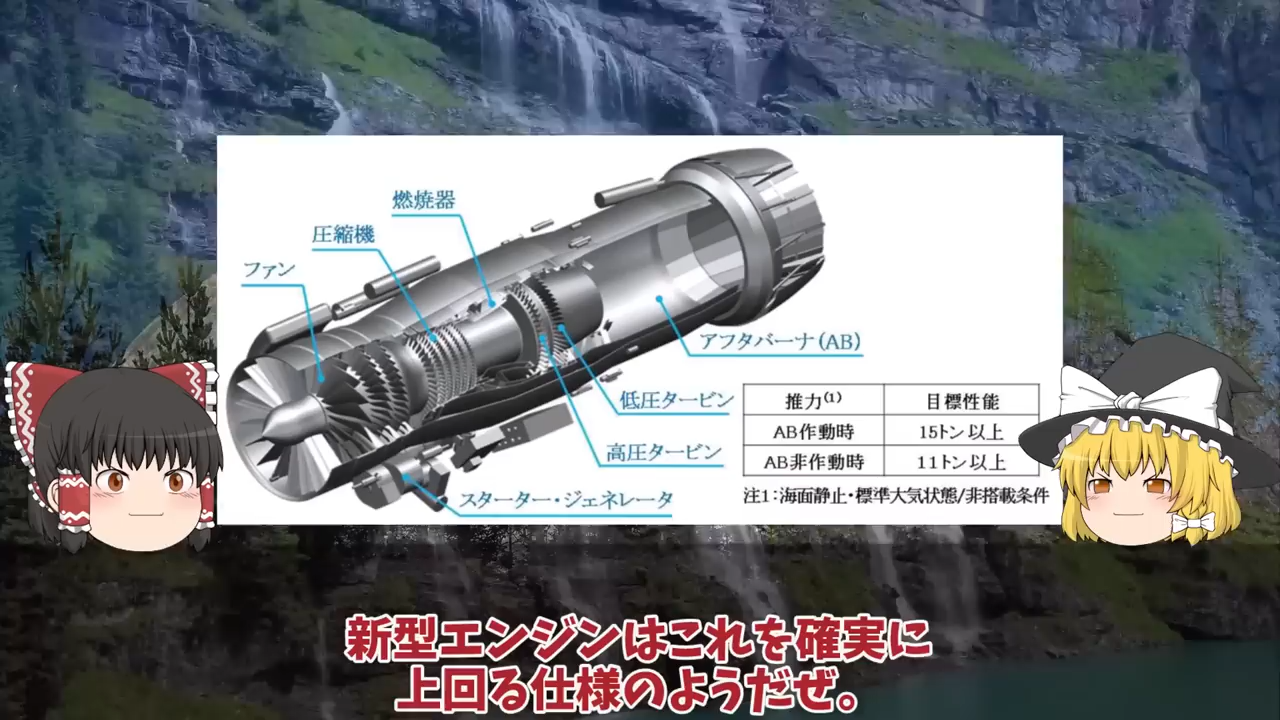 燃焼器
圧縮機
ファン
アフタバーナ(AB)
低圧タービン
高圧タービン
スターター・ジェネレータ
推力(1) 目標性能
AB作動時 15トン以上
AB非作動時 11トン以上
注1：海面静止・標準大気状態/非搭載条件
新型エンジンはこれを確実に
上回る仕様のようだぜ。